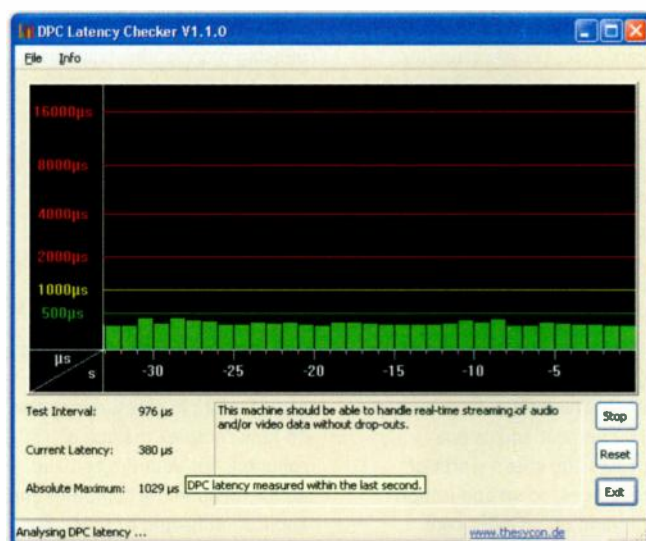 DPC Latency Checker V1.1.0
File Info
16000µs
8000µs
4000µs
2000µs
1000µs
500µs
µs
s
-30 -25 -20 -15 -10 -5
Test Interval: 976 µs
This machine should be able to handle real-time streaming of audio
and/or video data without drop-outs.
Stop
Current Latency: 380 µs
Reset
Absolute Maximum: 1029 µs
DPC latency measured within the last second.
Exit
Analysing DPC latency ...
www.thesycon.de